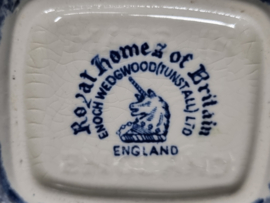 Royal Homes of Britain
ENOCH WEDGWOOD (TUNSTALL) LTD
ENGLAND